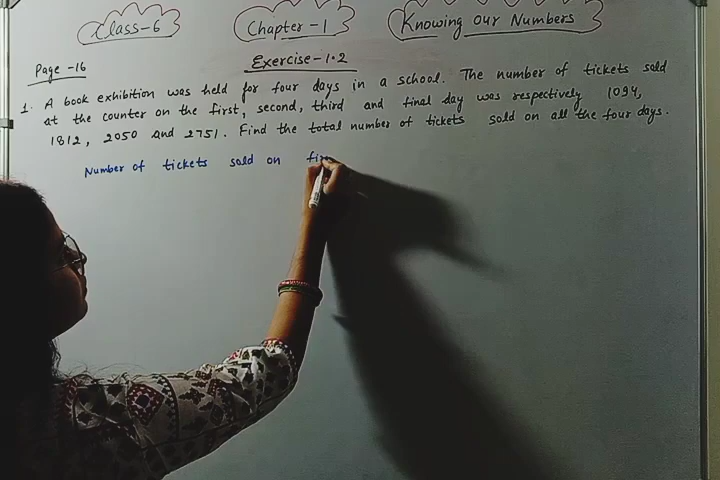 Class-6
Chapter-1
Knowing Our Numbers
Exercise-1.2
Page -16
1. A book exhibition was held for four days in a school. The number of tickets sold
at the counter on the first, second, third and final day was respectively 1094,
1812, 2050 and 2751. Find the total number of tickets sold on all the four days.
Number of tickets sold on fir